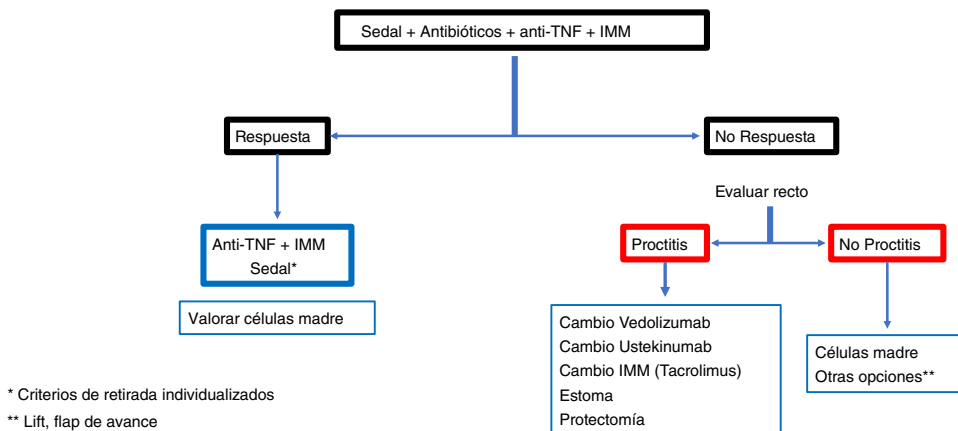 Sedal + Antibióticos + anti-TNF + IMM
Respuesta
No Respuesta
Evaluar recto
Anti-TNF + IMM
Sedal*
Proctitis
No Proctitis
Valorar células madre
Cambio Vedolizumab
Cambio Ustekinumab
Cambio IMM (Tacrolimus)
Estoma
Protectomía
Células madre
Otras opciones**
* Criterios de retirada individualizados
** Lift, flap de avance